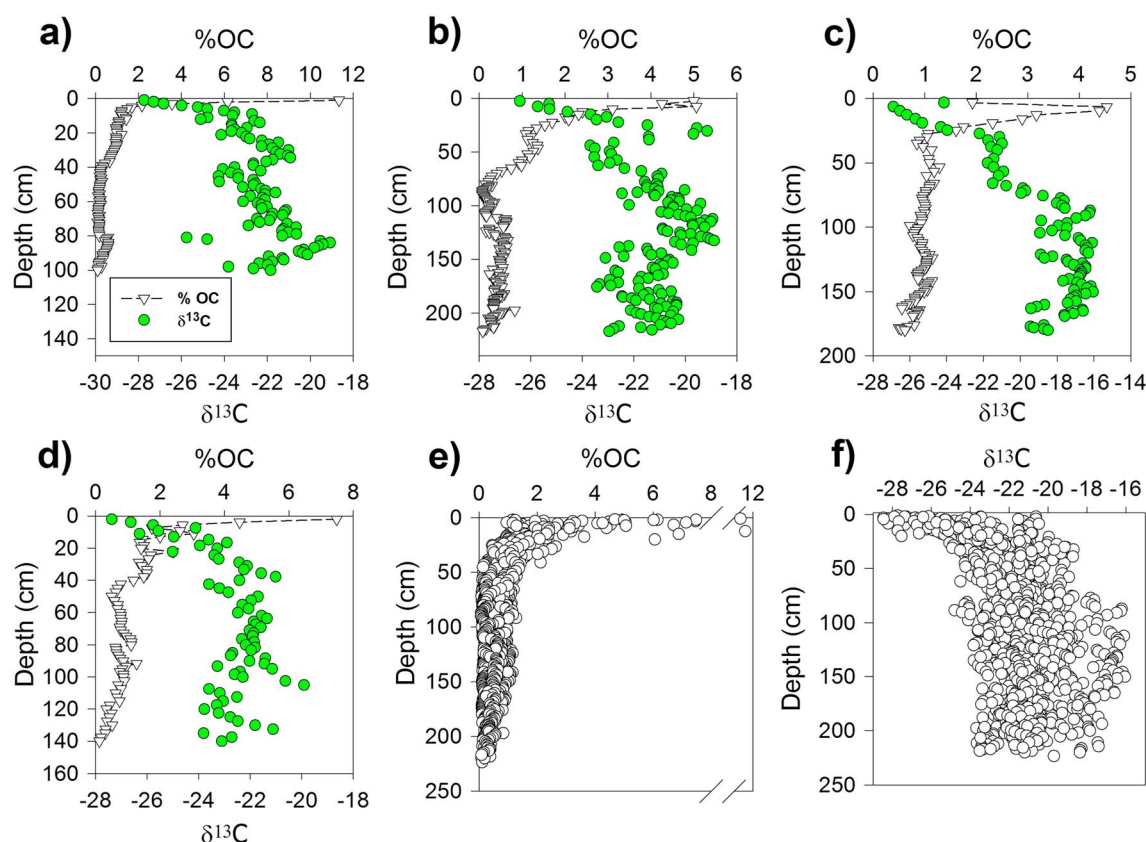 a)
%OC
0 2 4 6 8 10 12
Depth (cm)
0
20
40
60
80
100
120
140
% OC
δ13C
-30 -28 -26 -24 -22 -20 -18
δ13C
b)
%OC
0 1 2 3 4 5 6
Depth (cm)
0
50
100
150
200
-28 -26 -24 -22 -20 -18 -16
δ13C
c)
%OC
0 1 2 3 4 5
Depth (cm)
0
50
100
150
200
-28 -26 -24 -22 -20 -18 -16 -14
δ13C
d)
%OC
0 2 4 6 8
Depth (cm)
0
20
40
60
80
100
120
140
160
-28 -26 -24 -22 -20 -18
δ13C
e)
%OC
0 2 4 6 8 12
Depth (cm)
0
50
100
150
200
250
f)
δ13C
-28 -26 -24 -22 -20 -18 -16
Depth (cm)
0
50
100
150
200
250